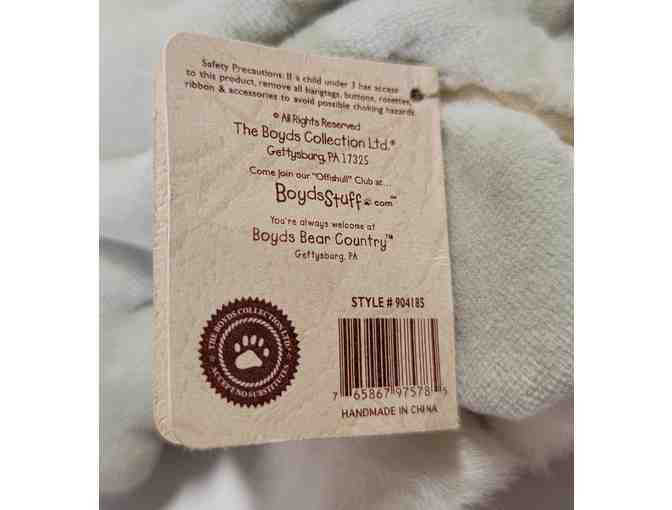 Safety Precautions: If a child under 3 has access
to this product, remove all hangtags, buttons, rosettes,
ribbon & accessories to avoid possible choking hazards.
© All Rights Reserved
The Boyds Collection Ltd.®
Gettysburg, PA 17325
Come join our "Offishull" Club at...
BoydsStuff.com™
You're always welcome at
Boyds Bear Country™
Gettysburg, PA
STYLE # 904185
THE BOYDS COLLECTION LTD.
ACCEPT NO SUBSTITUTES
7 65867 97578 5
HANDMADE IN CHINA